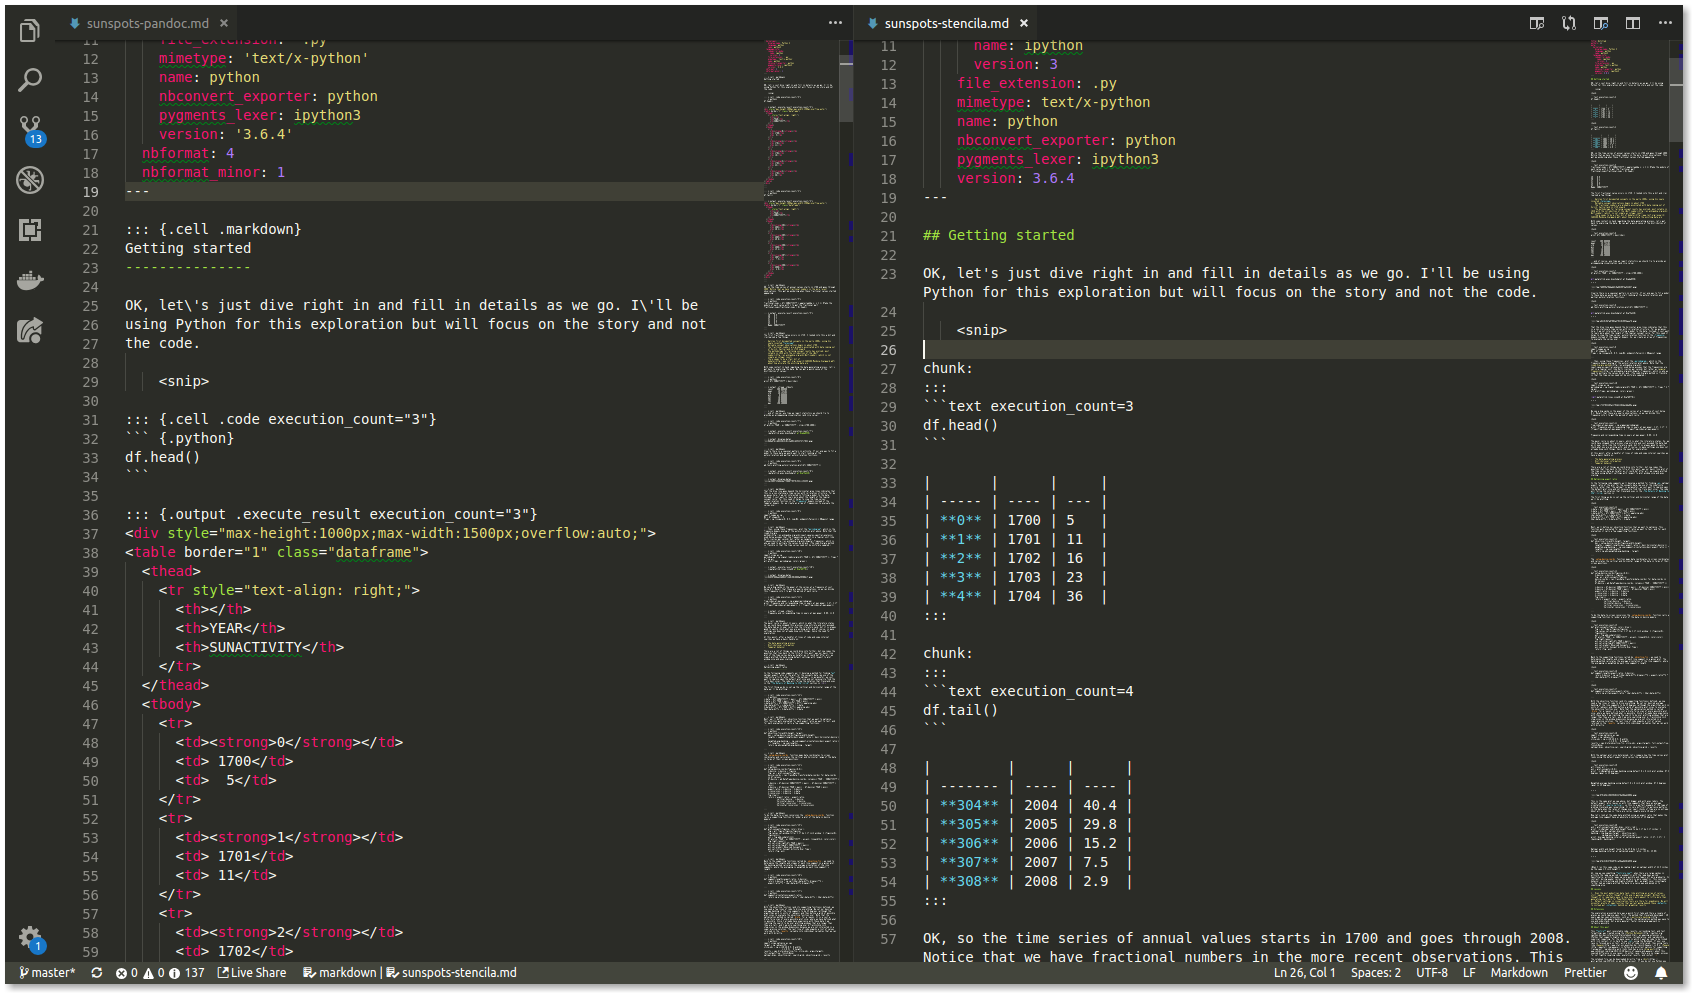 sunspots-pandoc.md ×
11 file_extension: .py
12 mimetype: 'text/x-python'
13 name: python
14 nbconvert_exporter: python
15 pygments_lexer: ipython3
16 version: '3.6.4'
17 nbformat: 4
18 nbformat_minor: 1
19 ---
20
21 ::: {.cell .markdown}
22 Getting started
23 ---------------
24
25 OK, let\'s just dive right in and fill in details as we go. I\'ll be
26 using Python for this exploration but will focus on the story and not
27 the code.
28
29 <snip>
30
31 ::: {.cell .code execution_count="3"}
32 ``` {.python}
33 df.head()
34 ```
35
36 ::: {.output .execute_result execution_count="3"}
37 <div style="max-height:1000px;max-width:1500px;overflow:auto;">
38 <table border="1" class="dataframe">
39 <thead>
40 <tr style="text-align: right;">
41 <th></th>
42 <th>YEAR</th>
43 <th>SUNACTIVITY</th>
44 </tr>
45 </thead>
46 <tbody>
47 <tr>
48 <td><strong>0</strong></td>
49 <td> 1700</td>
50 <td>  5</td>
51 </tr>
52 <tr>
53 <td><strong>1</strong></td>
54 <td> 1701</td>
55 <td> 11</td>
56 </tr>
57 <tr>
58 <td><strong>2</strong></td>
59 <td> 1702</td>
sunspots-stencila.md ×
11 name: ipython
12 version: 3
13 file_extension: .py
14 mimetype: text/x-python
15 name: python
16 nbconvert_exporter: python
17 pygments_lexer: ipython3
18 version: 3.6.4
19 ---
20
21 ## Getting started
22
23 OK, let's just dive right in and fill in details as we go. I'll be using
Python for this exploration but will focus on the story and not the code.
24
25 <snip>
26
27 chunk:
28 :::
29 ```text execution_count=3
30 df.head()
31 ```
32
33 |       |      |     |
34 | ----- | ---- | --- |
35 | **0** | 1700 | 5   |
36 | **1** | 1701 | 11  |
37 | **2** | 1702 | 16  |
38 | **3** | 1703 | 23  |
39 | **4** | 1704 | 36  |
40 :::
41
42 chunk:
43 :::
44 ```text execution_count=4
45 df.tail()
46 ```
47
48 |         |      |      |
49 | ------- | ---- | ---- |
50 | **304** | 2004 | 40.4 |
51 | **305** | 2005 | 29.8 |
52 | **306** | 2006 | 15.2 |
53 | **307** | 2007 | 7.5  |
54 | **308** | 2008 | 2.9  |
55 :::
56
57 OK, so the time series of annual values starts in 1700 and goes through 2008.
Notice that we have fractional numbers in the more recent observations. This
13
1
master* 0 0 137 Live Share markdown | sunspots-stencila.md Ln 26, Col 1 Spaces: 2 UTF-8 LF Markdown Prettier